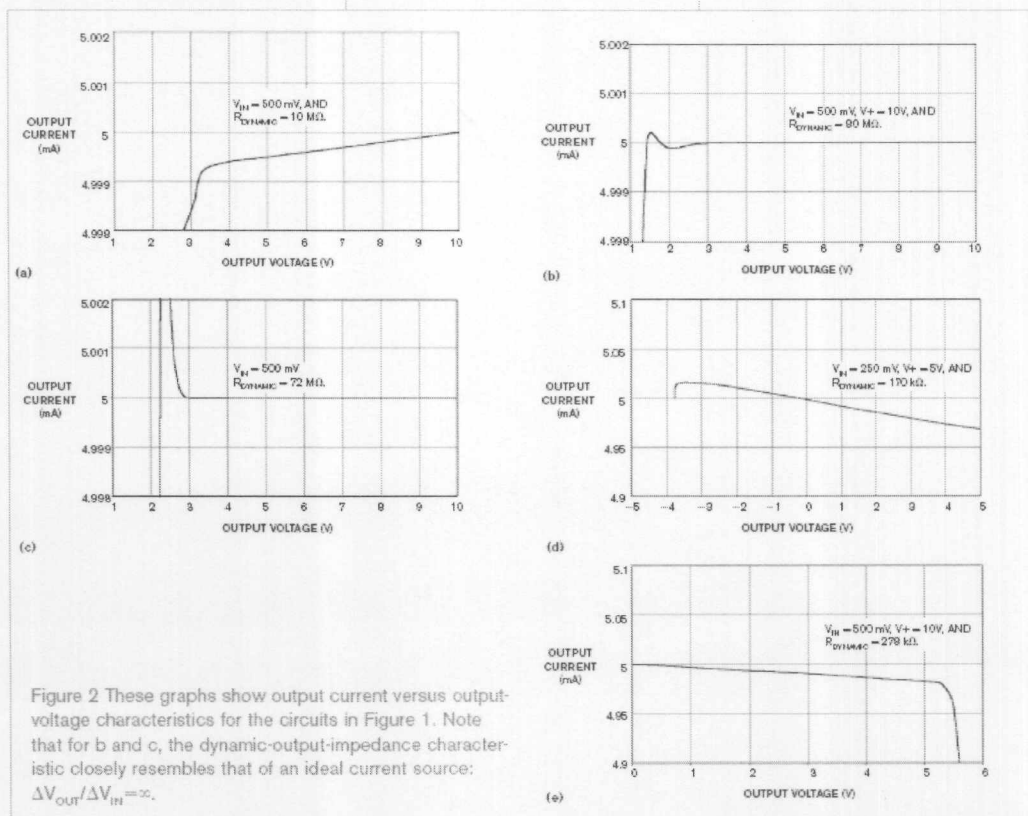 5.002
5.001
5
4.999
4.998
OUTPUT
CURRENT
(mA)
V_IN = 500 mV, AND
R_DYNAMIC = 10 MΩ.
1 2 3 4 5 6 7 8 9 10
OUTPUT VOLTAGE (V)
(a)
5.002
5.001
5
4.999
4.998
OUTPUT
CURRENT
(mA)
V_IN = 500 mV, V+ = 10V, AND
R_DYNAMIC = 90 MΩ.
1 2 3 4 5 6 7 8 9 10
OUTPUT VOLTAGE (V)
(b)
5.002
5.001
5
4.999
4.998
OUTPUT
CURRENT
(mA)
V_IN = 500 mV
R_DYNAMIC = 72 MΩ.
1 2 3 4 5 6 7 8 9 10
OUTPUT VOLTAGE (V)
(c)
5.1
5.05
5
4.95
4.9
OUTPUT
CURRENT
(mA)
V_IN = 250 mV, V+ = 5V, AND
R_DYNAMIC = 170 kΩ.
−5 −4 −3 −2 −1 0 1 2 3 4 5
OUTPUT VOLTAGE (V)
(d)
5.1
5.05
5
4.95
4.9
OUTPUT
CURRENT
(mA)
V_IN = 500 mV, V+ = 10V, AND
R_DYNAMIC = 278 kΩ.
0 1 2 3 4 5 6
OUTPUT VOLTAGE (V)
(e)
Figure 2 These graphs show output current versus output-
voltage characteristics for the circuits in Figure 1. Note
that for b and c, the dynamic-output-impedance character-
istic closely resembles that of an ideal current source:
ΔV_OUT/ΔV_IN=∞.